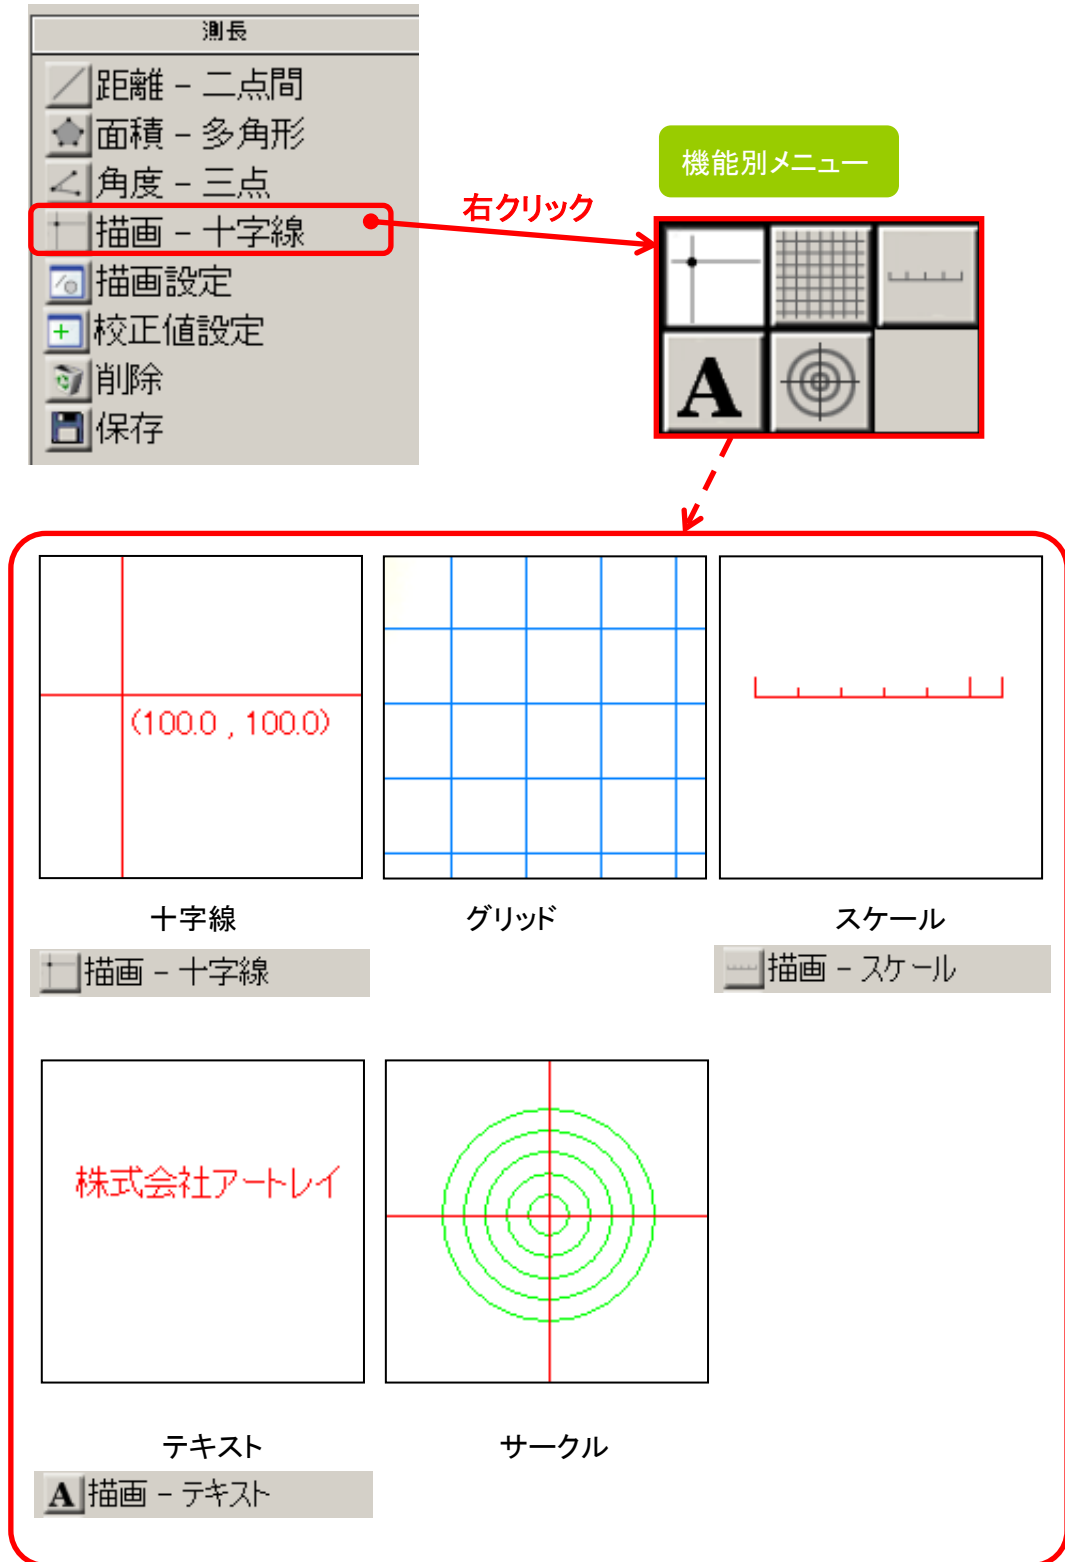 測長
距離 － 二点間
面積 － 多角形
角度 － 三点
描画 － 十字線
描画設定
校正値設定
削除
保存
右クリック
機能別メニュー
A
(100.0 , 100.0)
十字線
グリッド
スケール
描画 － 十字線
描画 － スケール
株式会社アートレイ
テキスト
サークル
A 描画 － テキスト